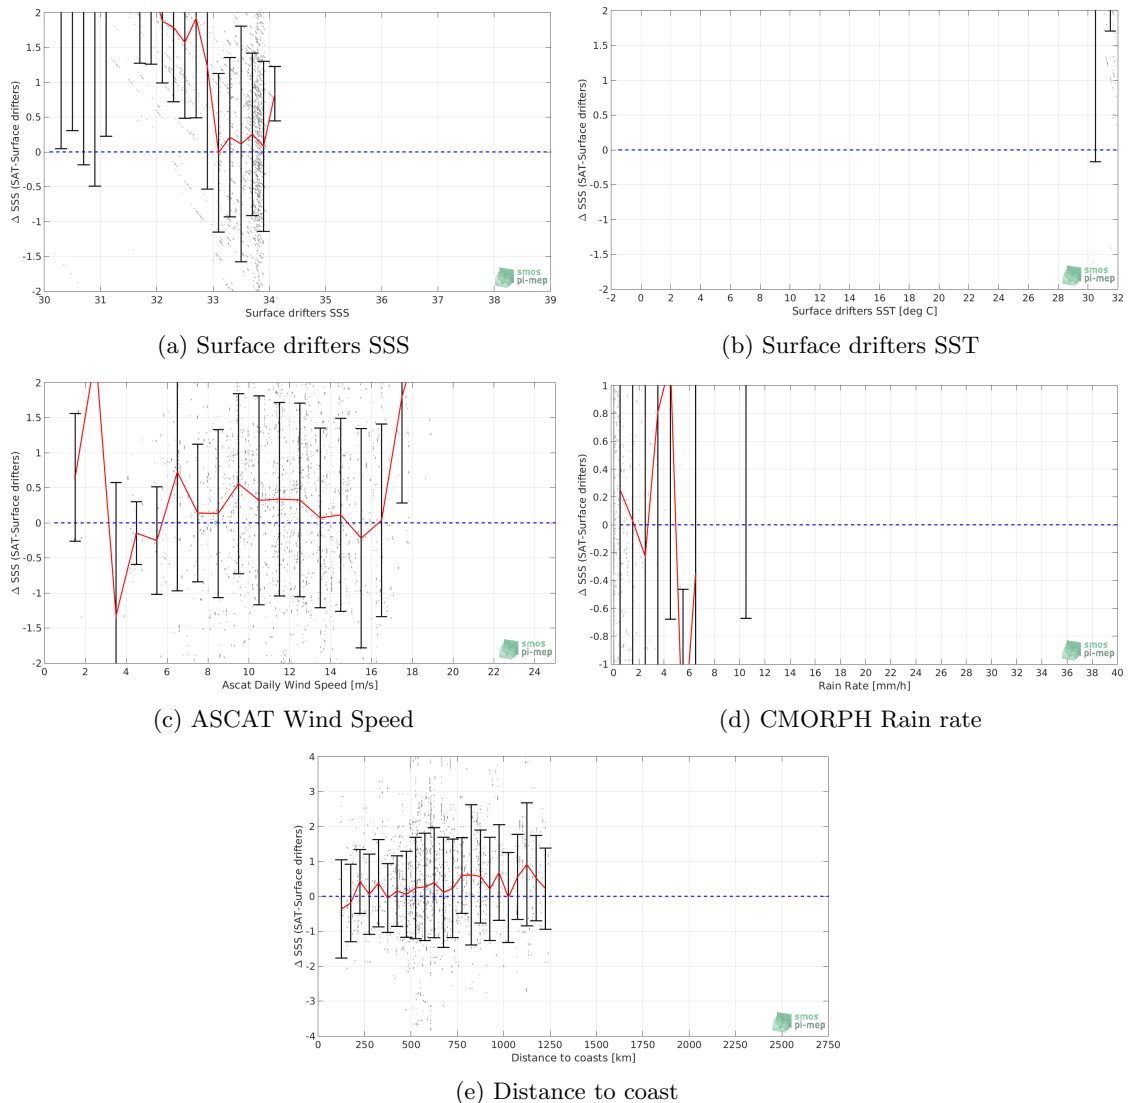 2
1.5
1
0.5
0
-0.5
-1
-1.5
-2
Δ SSS (SAT-Surface drifters)
30 31 32 33 34 35 36 37 38 39
Surface drifters SSS
smos
pi-mep
(a) Surface drifters SSS
2
1.5
1
0.5
0
-0.5
-1
-1.5
-2
Δ SSS (SAT-Surface drifters)
-2 0 2 4 6 8 10 12 14 16 18 20 22 24 26 28 30 32
Surface drifters SST [deg C]
smos
pi-mep
(b) Surface drifters SST
2
1.5
1
0.5
0
-0.5
-1
-1.5
-2
Δ SSS (SAT-Surface drifters)
0 2 4 6 8 10 12 14 16 18 20 22 24
Ascat Daily Wind Speed [m/s]
smos
pi-mep
(c) ASCAT Wind Speed
1
0.8
0.6
0.4
0.2
0
-0.2
-0.4
-0.6
-0.8
-1
Δ SSS (SAT-Surface drifters)
0 2 4 6 8 10 12 14 16 18 20 22 24 26 28 30 32 34 36 38 40
Rain Rate [mm/h]
smos
pi-mep
(d) CMORPH Rain rate
4
3
2
1
0
-1
-2
-3
-4
Δ SSS (SAT-Surface drifters)
0 250 500 750 1000 1250 1500 1750 2000 2250 2500 2750
Distance to coasts [km]
smos
pi-mep
(e) Distance to coast